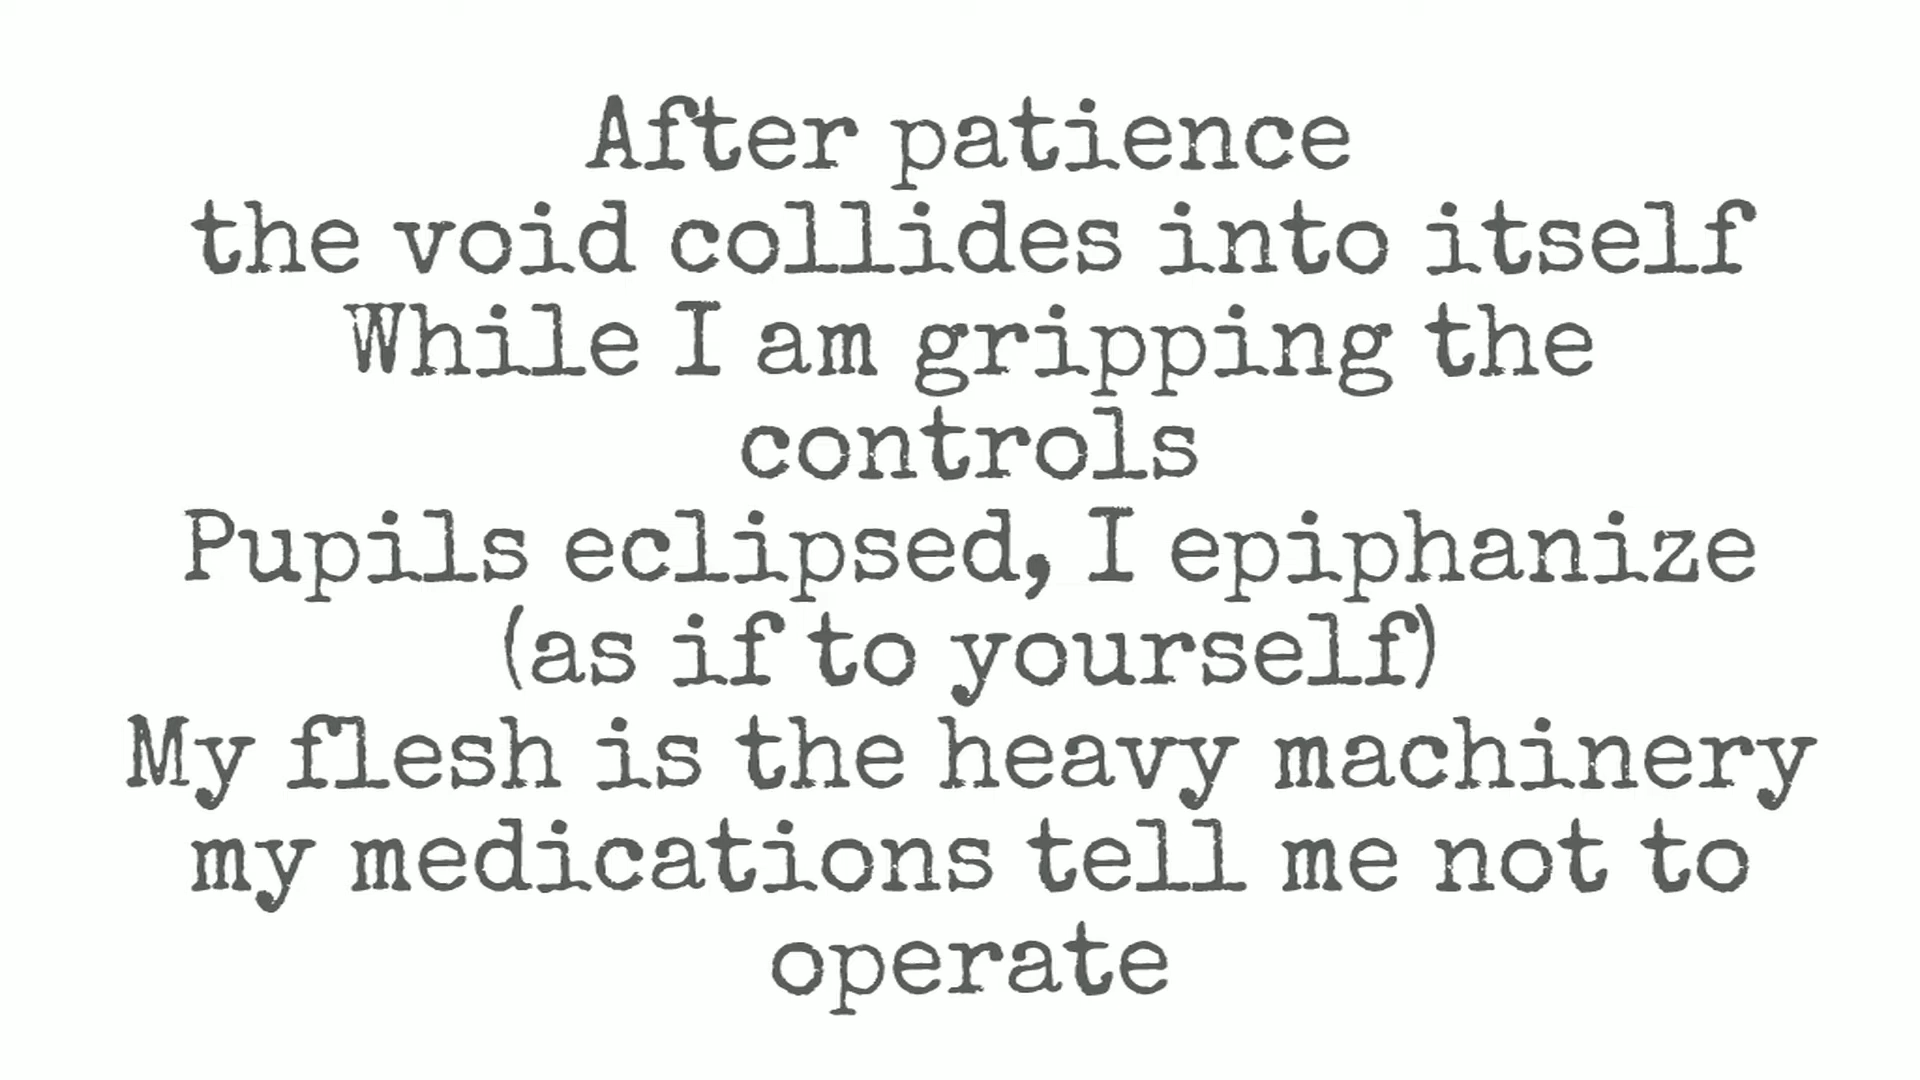 After patience
the void collides into itself
While I am gripping the
controls
Pupils eclipsed, I epiphanize
(as if to yourself)
My flesh is the heavy machinery
my medications tell me not to
operate